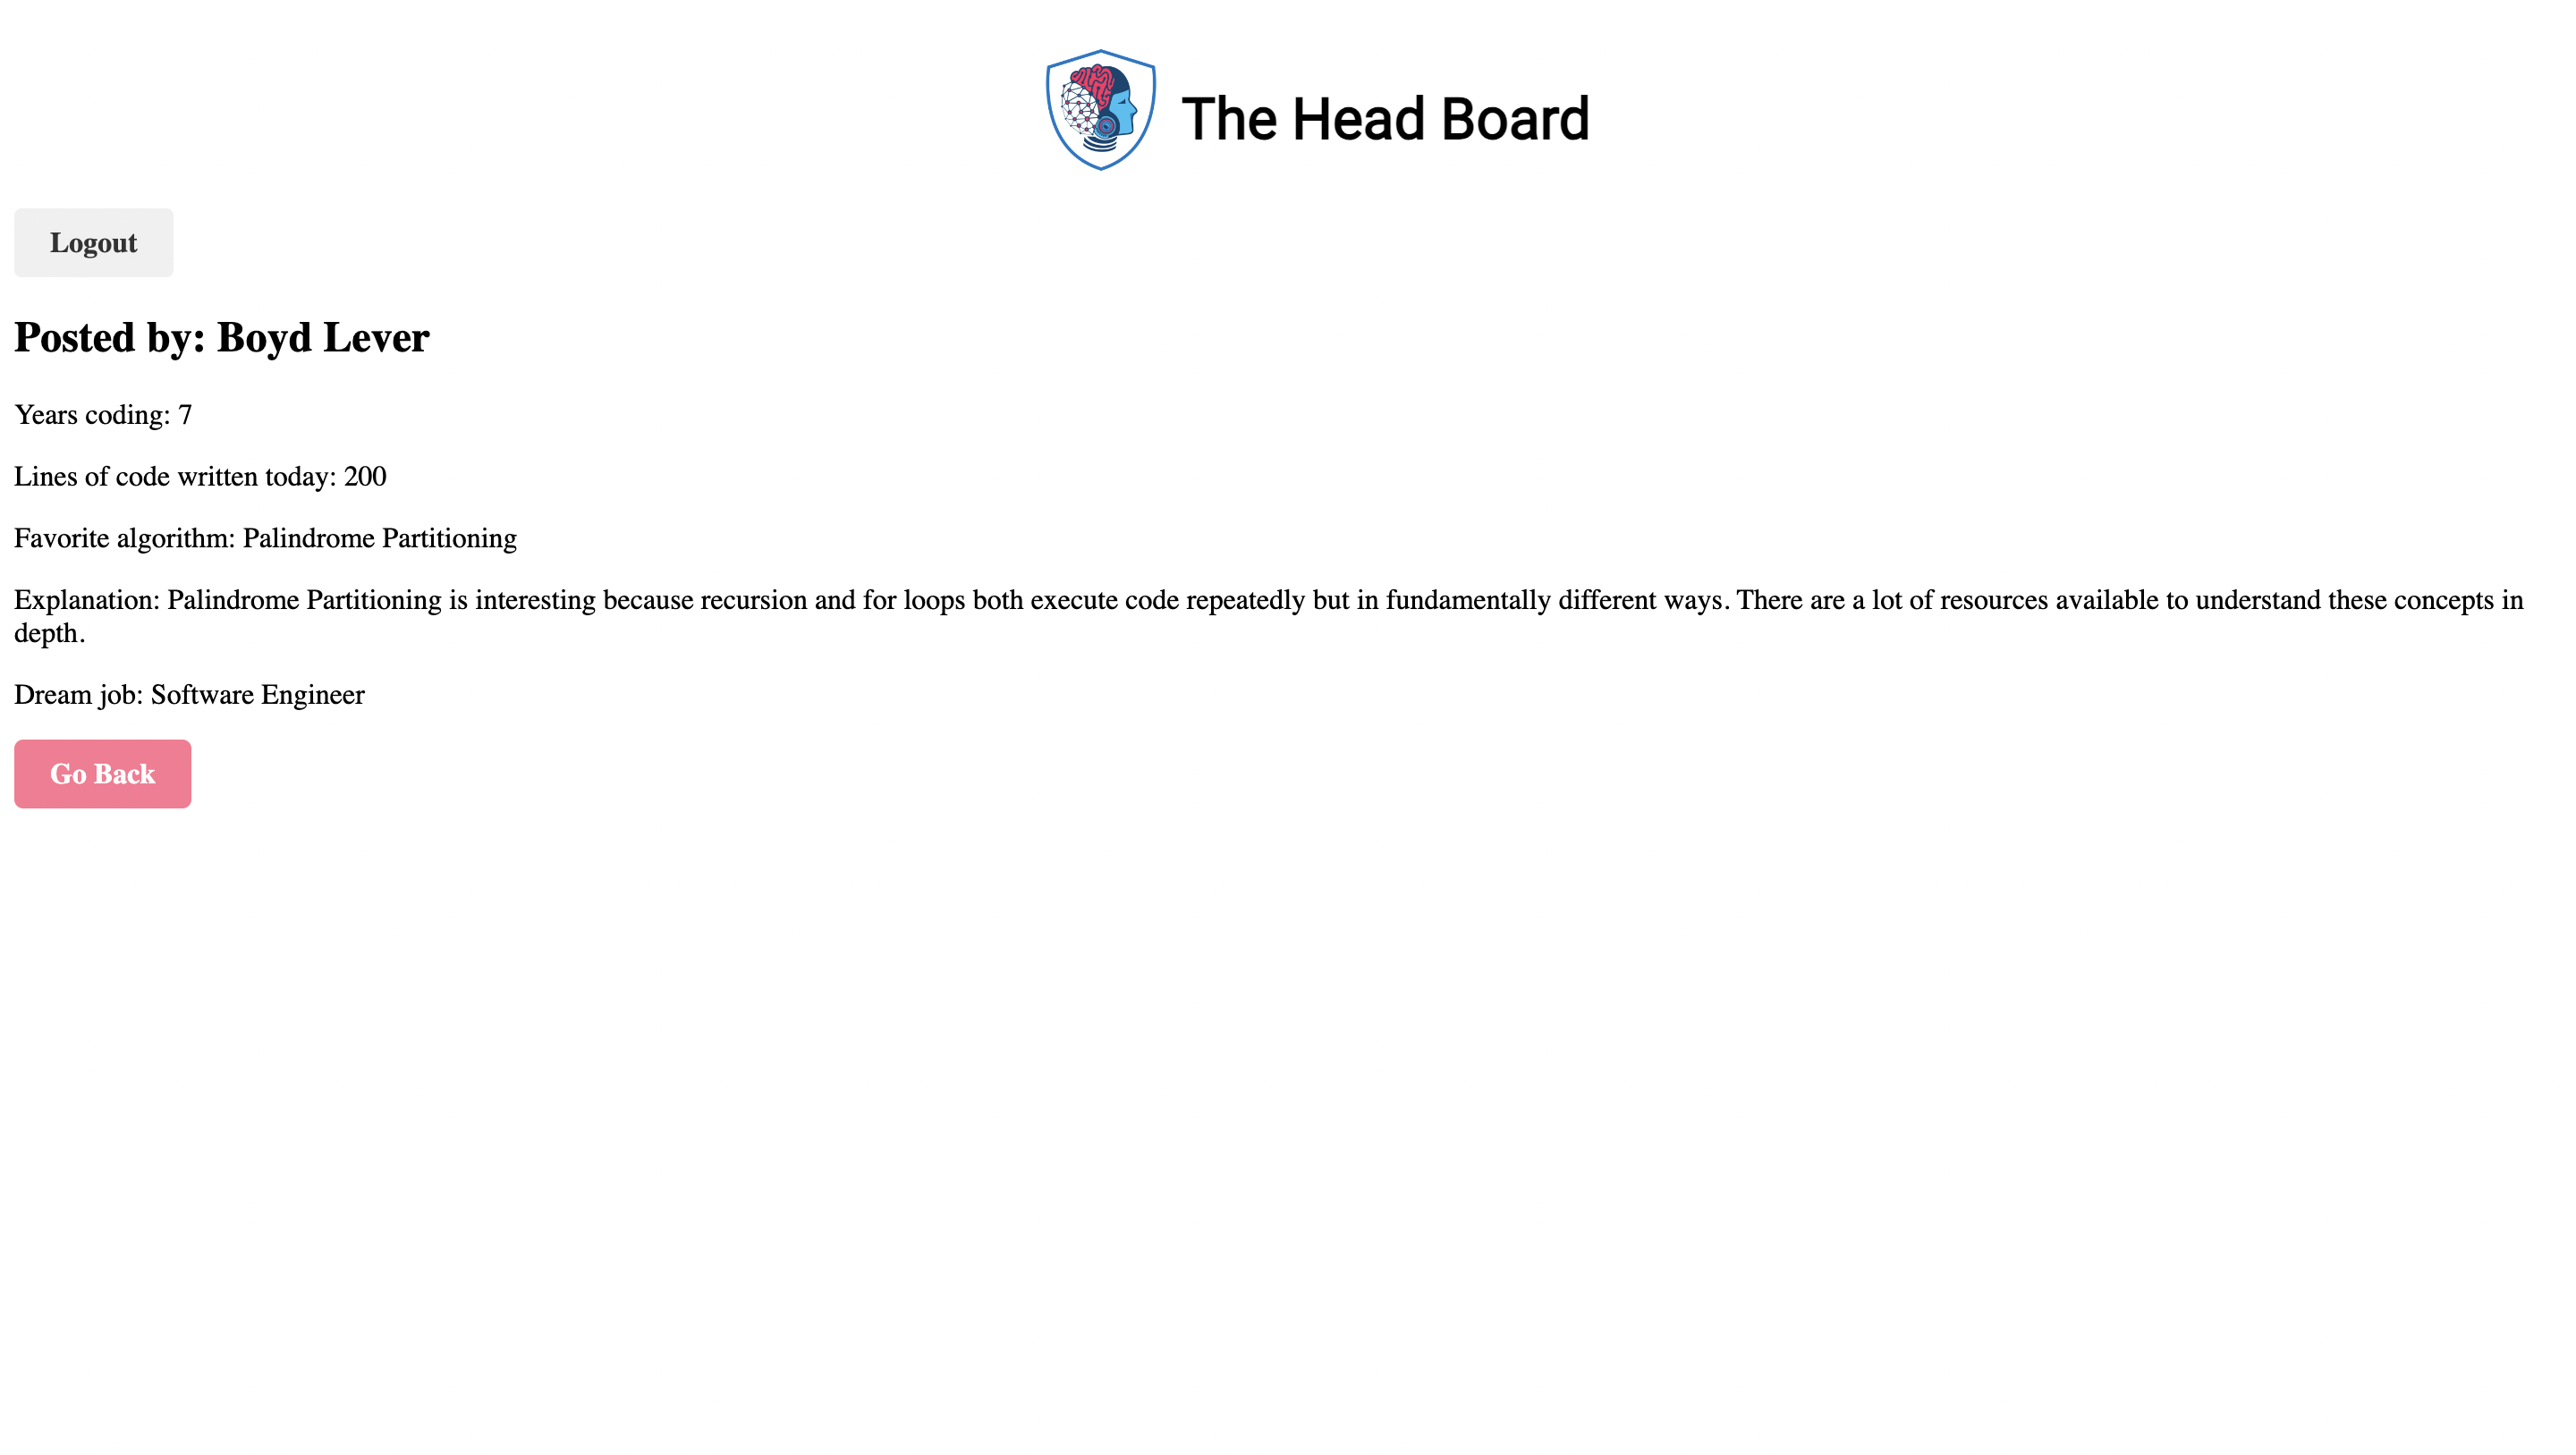 The Head Board
Logout
Posted by: Boyd Lever
Years coding: 7
Lines of code written today: 200
Favorite algorithm: Palindrome Partitioning
Explanation: Palindrome Partitioning is interesting because recursion and for loops both execute code repeatedly but in fundamentally different ways. There are a lot of resources available to understand these concepts in
depth.
Dream job: Software Engineer
Go Back